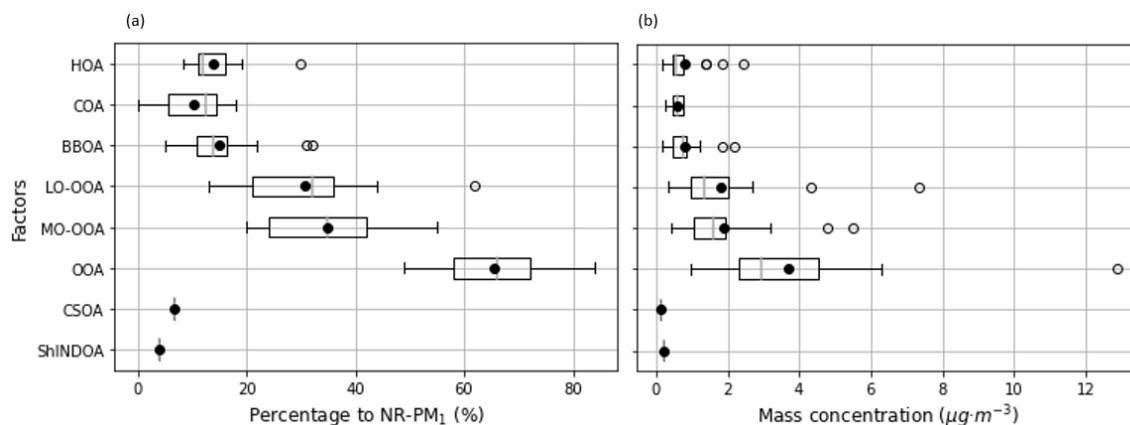 (a)
(b)
Factors
HOA
COA
BBOA
LO-OOA
MO-OOA
OOA
CSOA
ShINDOA
0 20 40 60 80
0 2 4 6 8 10 12
Percentage to NR-PM₁ (%)
Mass concentration (μg·m⁻³)